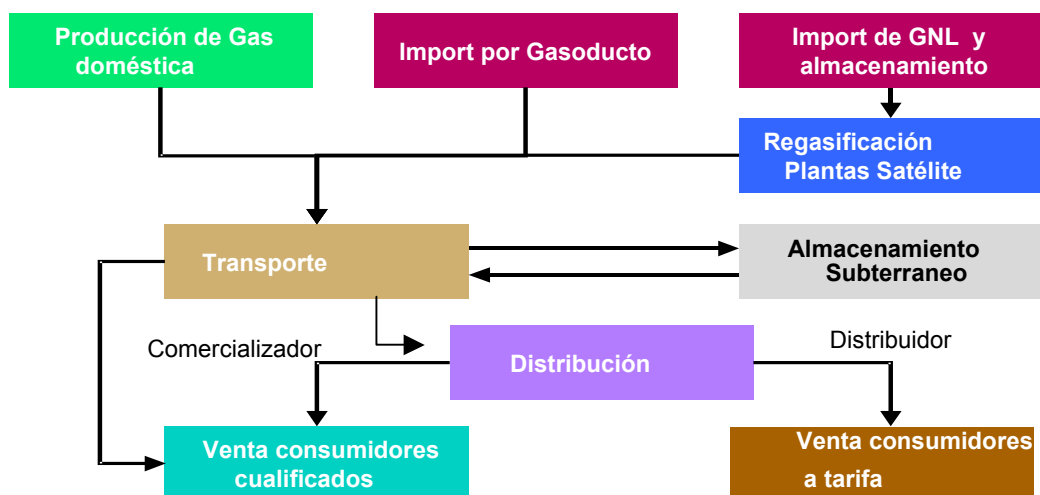 Producción de Gas
doméstica
Import por Gasoducto
Import de GNL y
almacenamiento
Regasificación
Plantas Satélite
Transporte
Almacenamiento
Subterraneo
Comercializador
Distribución
Distribuidor
Venta consumidores
cualificados
Venta consumidores
a tarifa